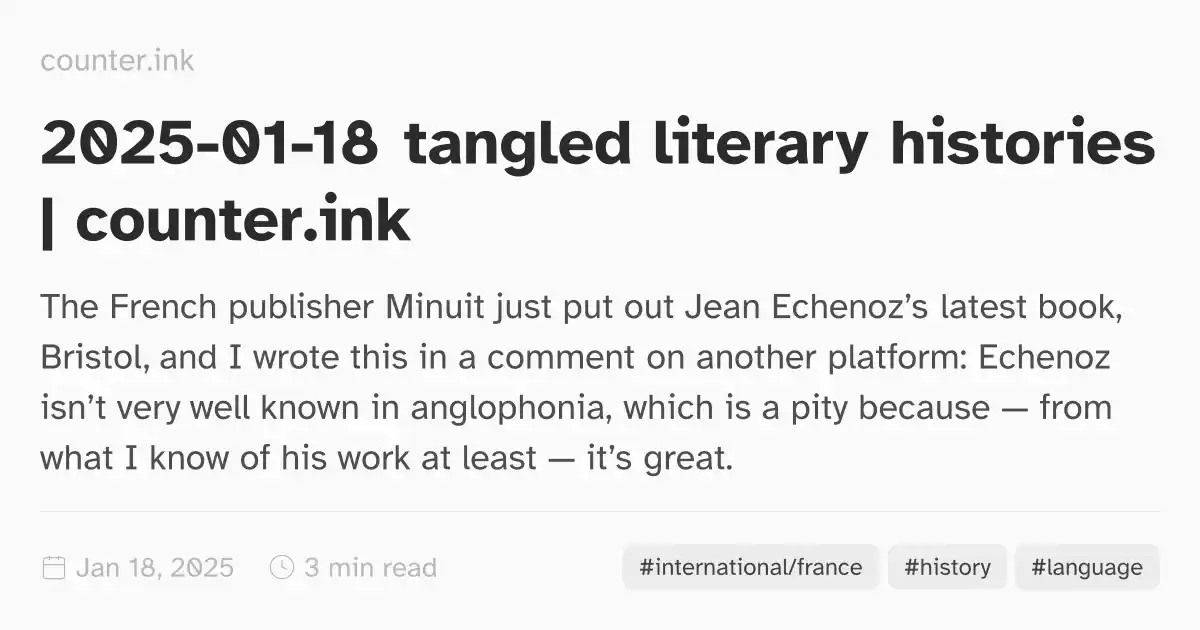 counter.ink
2025-01-18 tangled literary histories
| counter.ink
The French publisher Minuit just put out Jean Echenoz’s latest book,
Bristol, and I wrote this in a comment on another platform: Echenoz
isn’t very well known in anglophonia, which is a pity because — from
what I know of his work at least — it’s great.
Jan 18, 2025 3 min read #international/france #history #language